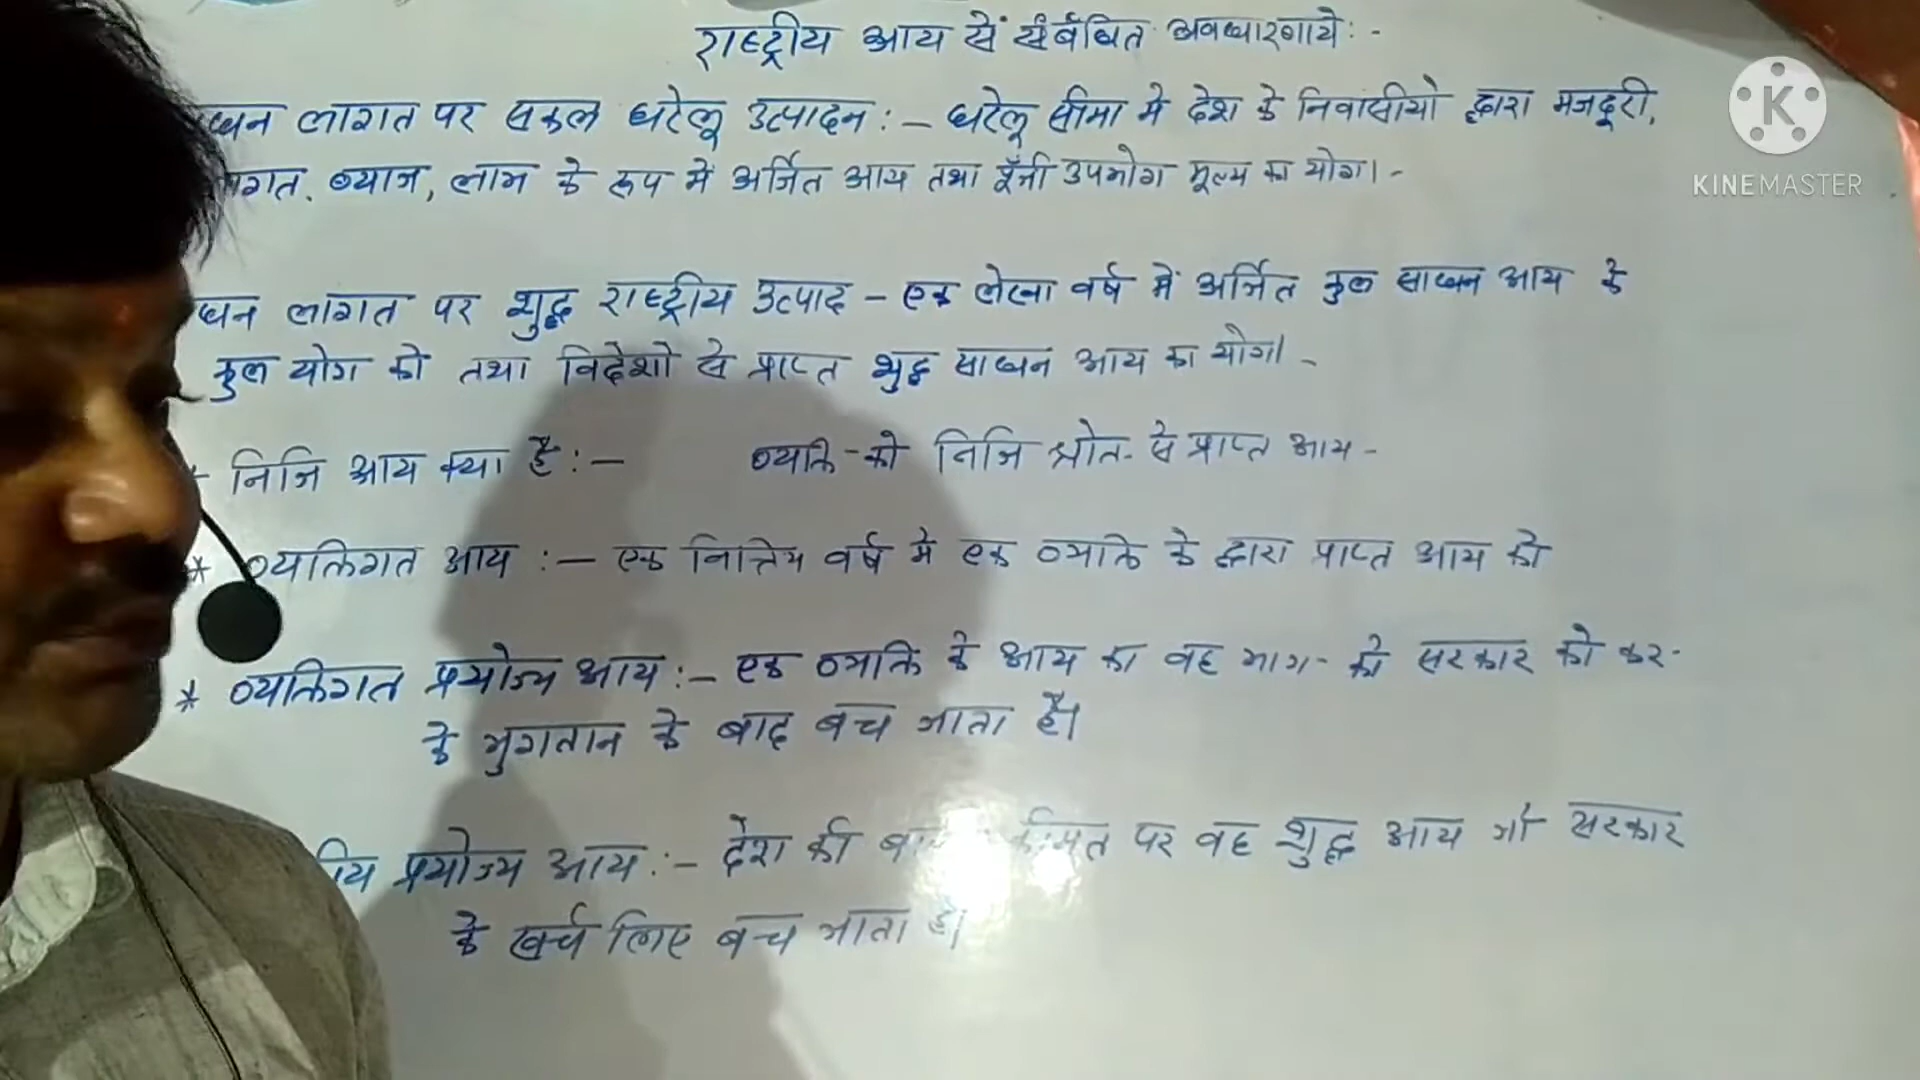 राष्ट्रीय आय सें संबंधित अवधारणाये:-
लागत पर सकल घरेलू उत्पादन:- घरेलू सीमा मे देश के निवासीयो द्वारा मजदूरी,
ब्याज, लाभ के रूप में अर्जित आय तथा पूँजी उपभोग मूल्य का योग।-
लागत पर शुद्ध राष्ट्रीय उत्पाद - एक लेखा वर्ष में अर्जित कुल साधन आय के
कुल योग को तथा विदेशो से प्राप्त शुद्ध साधन आय का योग। -
निजि आय क्या है:- व्यक्ति-को निजि श्रोत- से प्राप्त आय-
* व्यक्तिगत आय :- एक वित्तिय वर्ष मे एक व्यक्ति के द्वारा प्राप्त आय को
* व्यक्तिगत प्रयोज्य आय:- एक व्यक्ति के आय का वह भाग- को सरकार को कर-
के भुगतान के बाद बच जाता है।
प्रयोज्य आय:- देश की पर वह शुद्ध आय जो सरकार
के खर्च लिए बच जाता है।
KINEMASTER